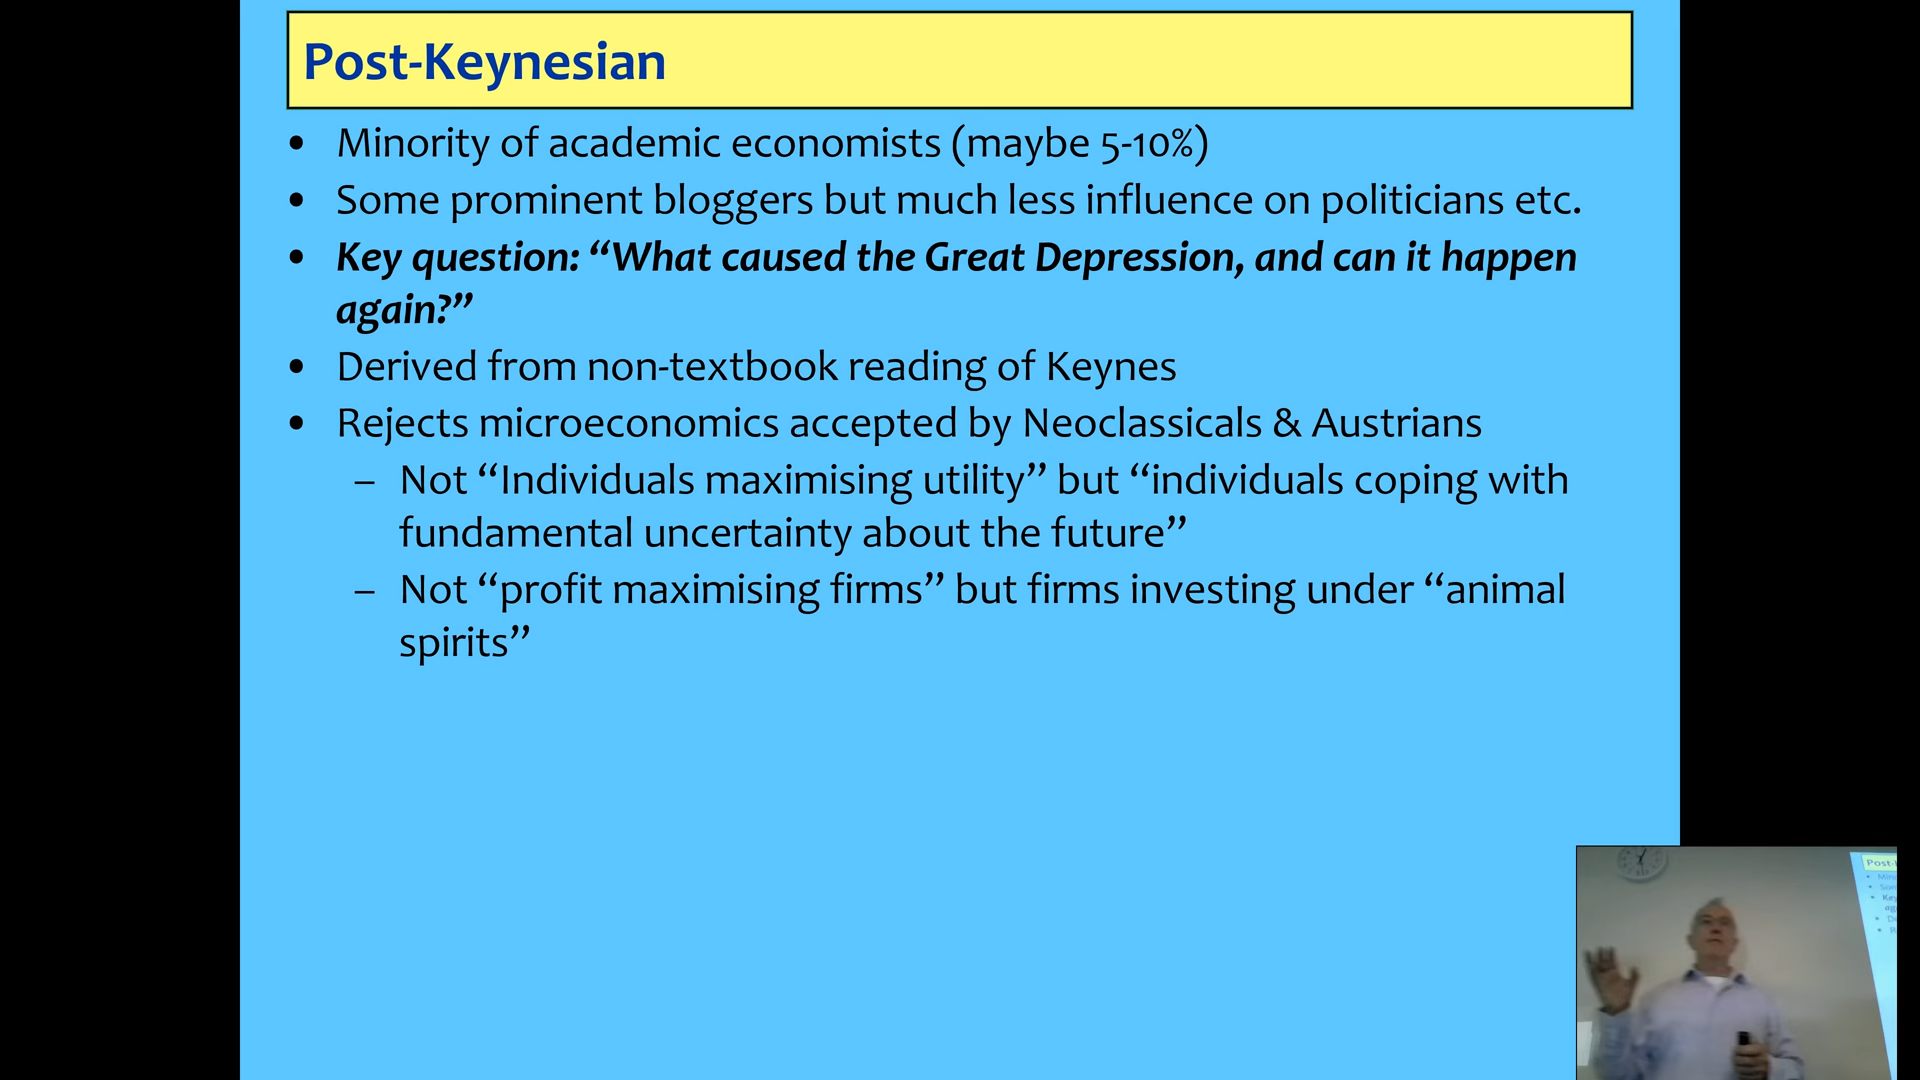 Post-Keynesian
• Minority of academic economists (maybe 5-10%)
• Some prominent bloggers but much less influence on politicians etc.
• Key question: “What caused the Great Depression, and can it happen
again?”
• Derived from non-textbook reading of Keynes
• Rejects microeconomics accepted by Neoclassicals & Austrians
– Not “Individuals maximising utility” but “individuals coping with
fundamental uncertainty about the future”
– Not “profit maximising firms” but firms investing under “animal
spirits”
Post-